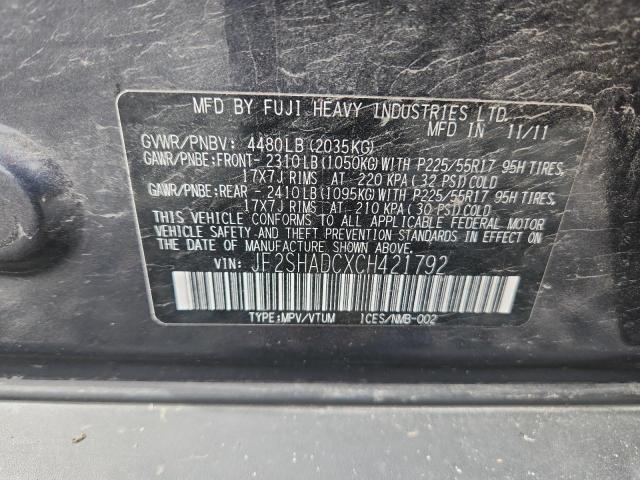 MFD BY FUJI HEAVY INDUSTRIES LTD.
MFD IN 11/11
GVWR/PNBV: 4480LB(2035KG)
GAWR/PNBE:FRONT- 2310LB(1050KG)WITH P225/55R17 95H TIRES,
17X7J RIMS AT 220 KPA(32 PSI)COLD
GAWR/PNBE:REAR - 2410LB(1095KG)WITH P225/55R17 95H TIRES,
17X7J RIMS AT 210 KPA(30 PSI)COLD
THIS VEHICLE CONFORMS TO ALL APPLICABLE FEDERAL MOTOR
VEHICLE SAFETY AND THEFT PREVENTION STANDARDS IN EFFECT
ON THE DATE OF MANUFACTURE SHOWN ABOVE.
VIN: JF2SHADCXCH421792
TYPE:MPV/VTUM ICES/NMB-002